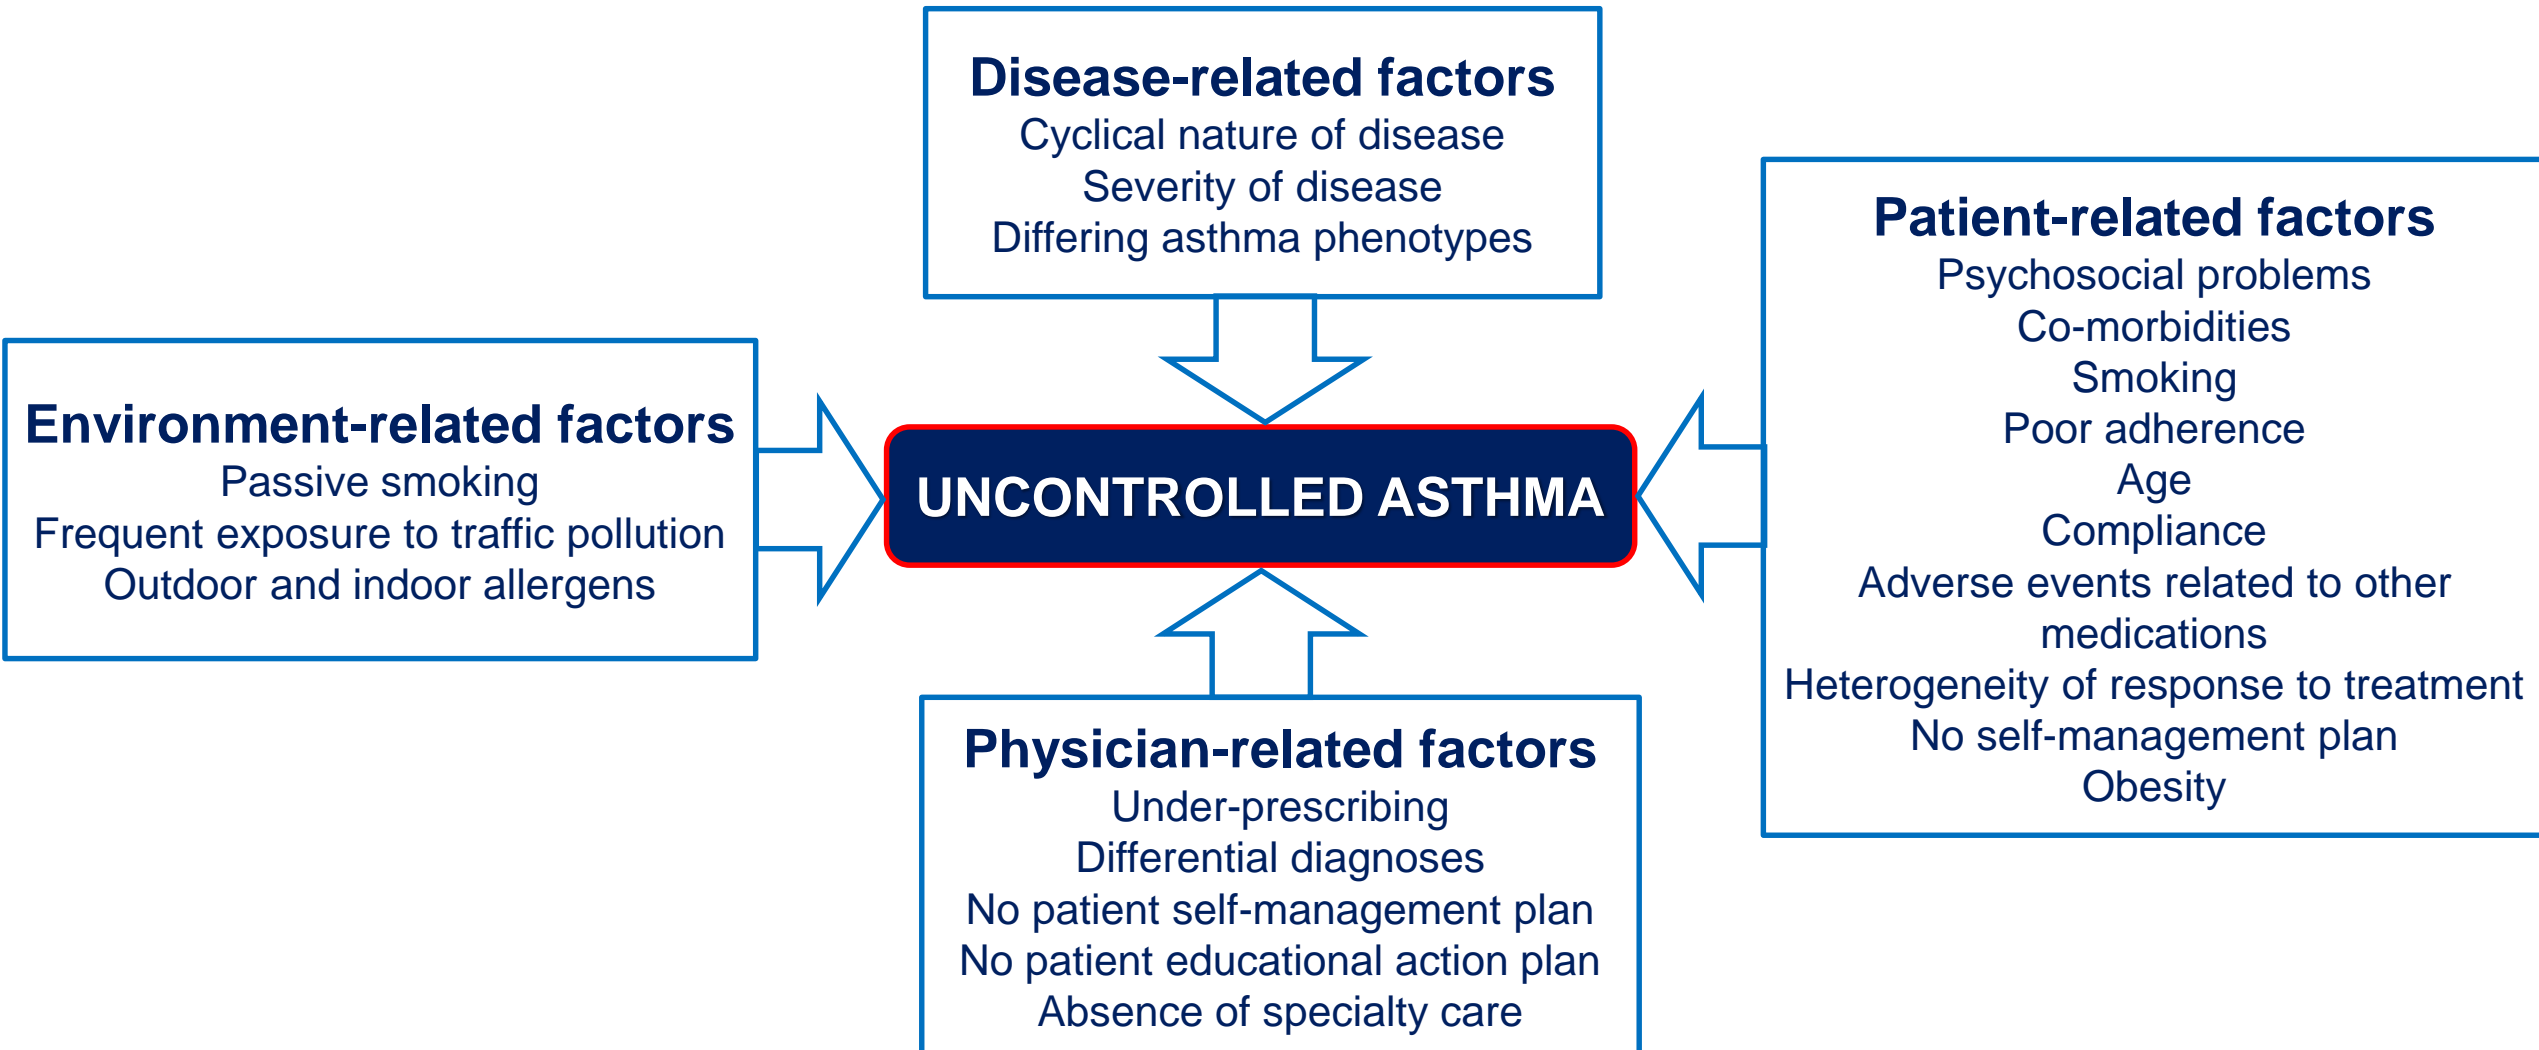 Disease-related factors
Cyclical nature of disease
Severity of disease
Differing asthma phenotypes
Environment-related factors
Passive smoking
Frequent exposure to traffic pollution
Outdoor and indoor allergens
UNCONTROLLED ASTHMA
Patient-related factors
Psychosocial problems
Co-morbidities
Smoking
Poor adherence
Age
Compliance
Adverse events related to other
medications
Heterogeneity of response to treatment
No self-management plan
Obesity
Physician-related factors
Under-prescribing
Differential diagnoses
No patient self-management plan
No patient educational action plan
Absence of specialty care